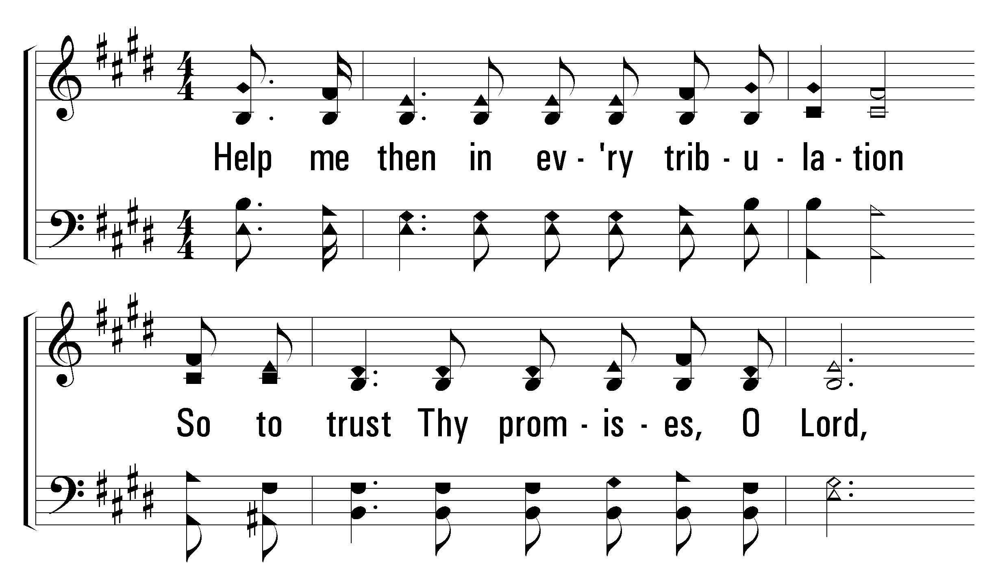 Help me then in ev - 'ry trib - u - la - tion
So to trust Thy prom - is - es, O Lord,